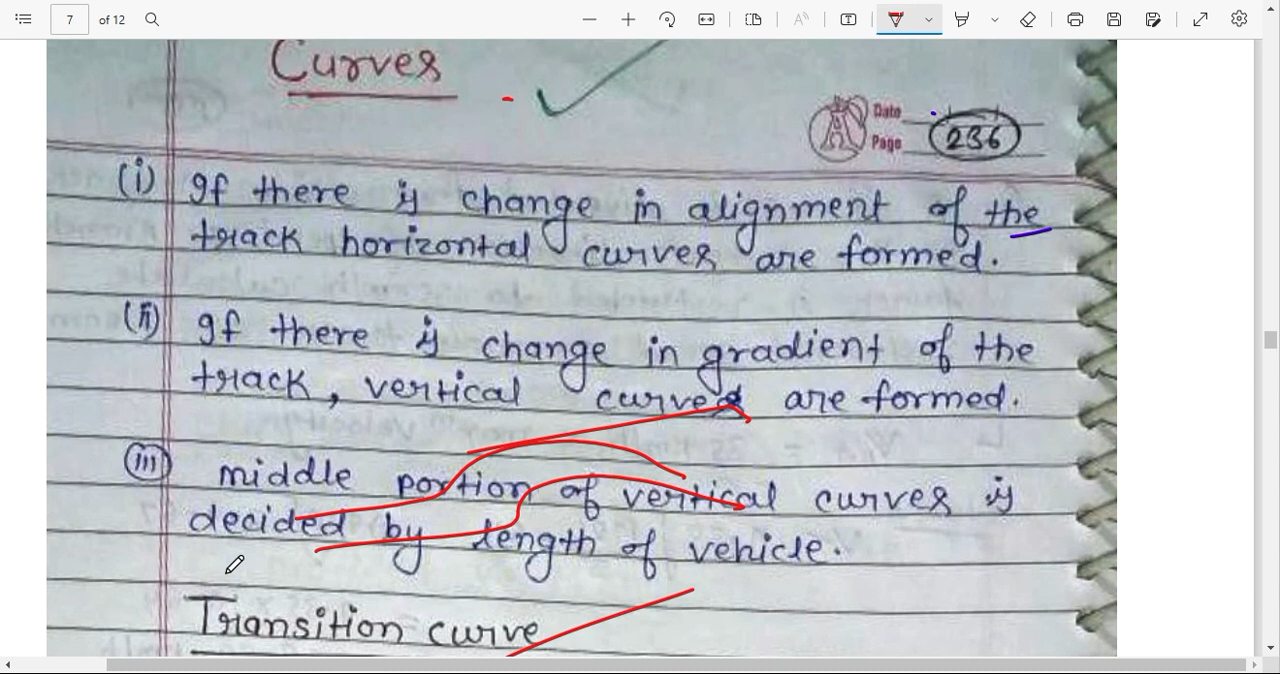 7 of 12
Curves
Date
Page 236
(i) If there is change in alignment of the
track horizontal curves are formed.
(ii) If there is change in gradient of the
track, vertical curves are formed.
(iii) middle portion of vertical curves is
decided by length of vehicle.
Transition curve